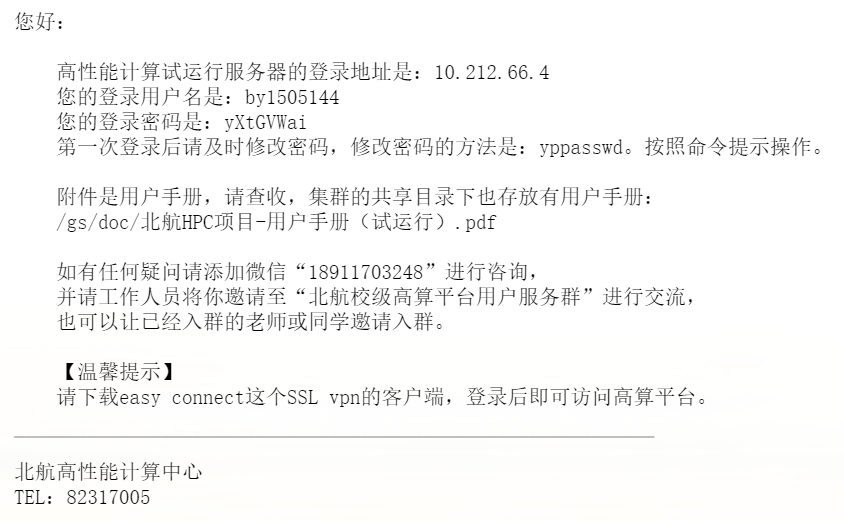 您好：
高性能计算试运行服务器的登录地址是：10.212.66.4
您的登录用户名是：by1505144
您的登录密码是：yXtGVWai
第一次登录后请及时修改密码，修改密码的方法是：yppasswd。按照命令提示操作。
附件是用户手册，请查收，集群的共享目录下也存放有用户手册：
/gs/doc/北航HPC项目-用户手册（试运行）.pdf
如有任何疑问请添加微信“18911703248”进行咨询，
并请工作人员将你邀请至“北航校级高算平台用户服务群”进行交流，
也可以让已经入群的老师或同学邀请入群。
【温馨提示】
请下载easy connect这个SSL vpn的客户端，登录后即可访问高算平台。
北航高性能计算中心
TEL：82317005